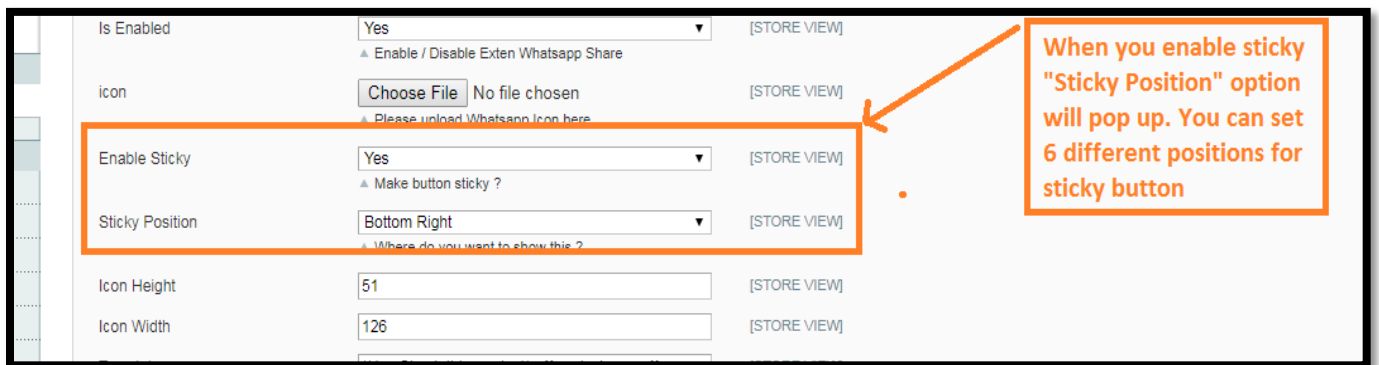 Is Enabled Yes [STORE VIEW]
▲ Enable / Disable Exten Whatsapp Share
icon Choose File No file chosen [STORE VIEW]
▲ Please upload Whatsapp Icon here
Enable Sticky Yes [STORE VIEW]
▲ Make button sticky ?
Sticky Position Bottom Right [STORE VIEW]
▲ Where do you want to show this ?
Icon Height 51 [STORE VIEW]
Icon Width 126 [STORE VIEW]
When you enable sticky
"Sticky Position" option
will pop up. You can set
6 different positions for
sticky button